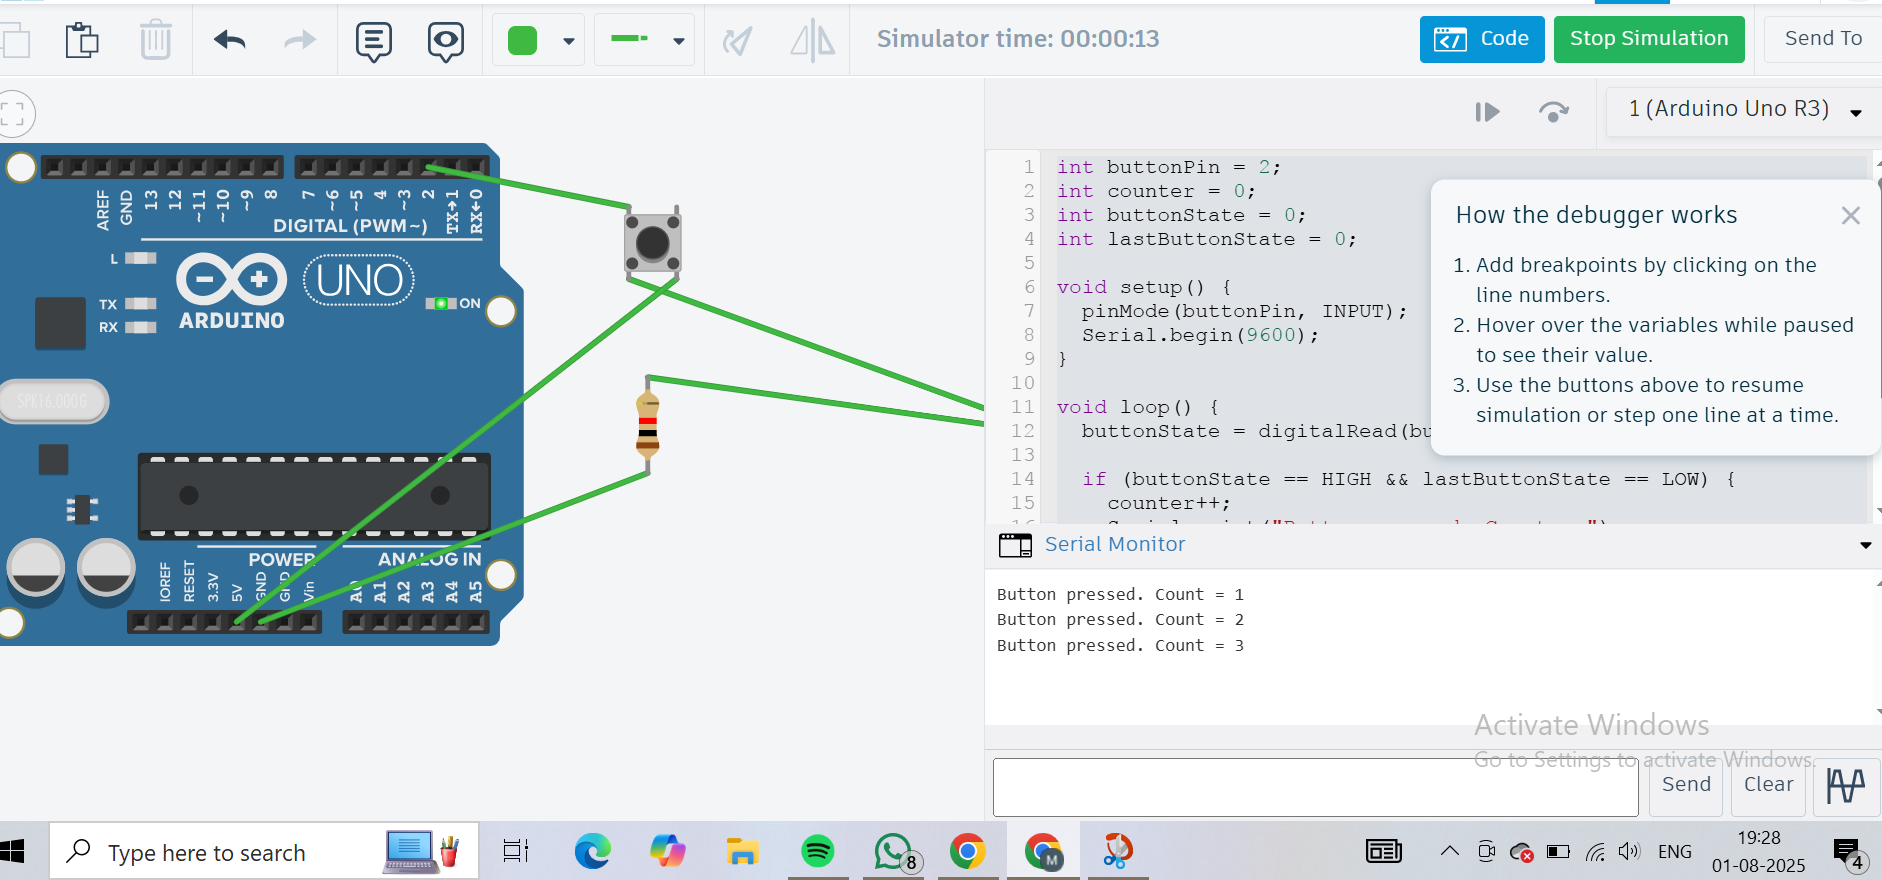 Simulator time: 00:00:13
Code
Stop Simulation
Send To
1 (Arduino Uno R3)
AREF
GND
13
12
~11
~10
~9
8
7
~6
~5
4
~3
2
TX→1
RX←0
DIGITAL (PWM~)
L
TX
RX
UNO
ARDUINO
ON
SPK16.000G
POWER
ANALOG IN
IOREF
RESET
3.3V
5V
GND
GND
Vin
A0
A1
A2
A3
A4
A5
1 int buttonPin = 2;
2 int counter = 0;
3 int buttonState = 0;
4 int lastButtonState = 0;
5
6 void setup() {
7 pinMode(buttonPin, INPUT);
8 Serial.begin(9600);
9 }
10
11 void loop() {
12 buttonState = digitalRead(bu
13
14 if (buttonState == HIGH && lastButtonState == LOW) {
15 counter++;
How the debugger works
1. Add breakpoints by clicking on the
line numbers.
2. Hover over the variables while paused
to see their value.
3. Use the buttons above to resume
simulation or step one line at a time.
Serial Monitor
Button pressed. Count = 1
Button pressed. Count = 2
Button pressed. Count = 3
Activate Windows
Go to Settings to activate Windows.
Send
Clear
Type here to search
8
M
ENG
19:28
01-08-2025
4